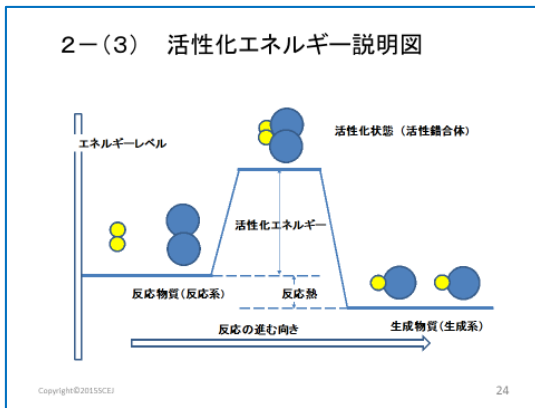 2-(3) 活性化エネルギー説明図
活性化状態（活性錯合体）
エネルギーレベル
活性化エネルギー
反応物質（反応系）
反応熱
生成物質（生成系）
反応の進む向き
Copyright©2015SCEJ
24